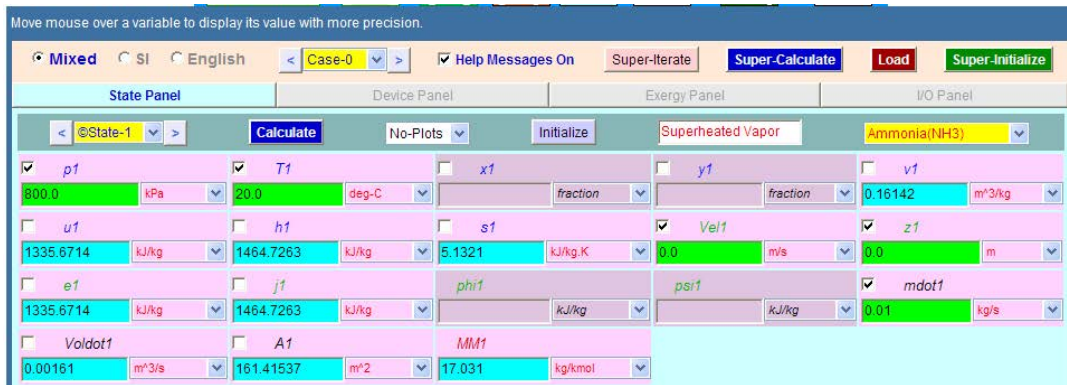 Move mouse over a variable to display its value with more precision.
Mixed SI English < Case-0 > Help Messages On Super-Iterate Super-Calculate Load Super-Initialize
State Panel Device Panel Exergy Panel I/O Panel
< ©State-1 > Calculate No-Plots Initialize Superheated Vapor Ammonia(NH3)
p1 T1 x1 y1 v1
800.0 kPa 20.0 deg-C fraction fraction 0.16142 m^3/kg
u1 h1 s1 Vel1 z1
1335.6714 kJ/kg 1464.7263 kJ/kg 5.1321 kJ/kg.K 0.0 m/s 0.0 m
e1 j1 phi1 psi1 mdot1
1335.6714 kJ/kg 1464.7263 kJ/kg kJ/kg kJ/kg 0.01 kg/s
Voldot1 A1 MM1
0.00161 m^3/s 161.41537 m^2 17.031 kg/kmol